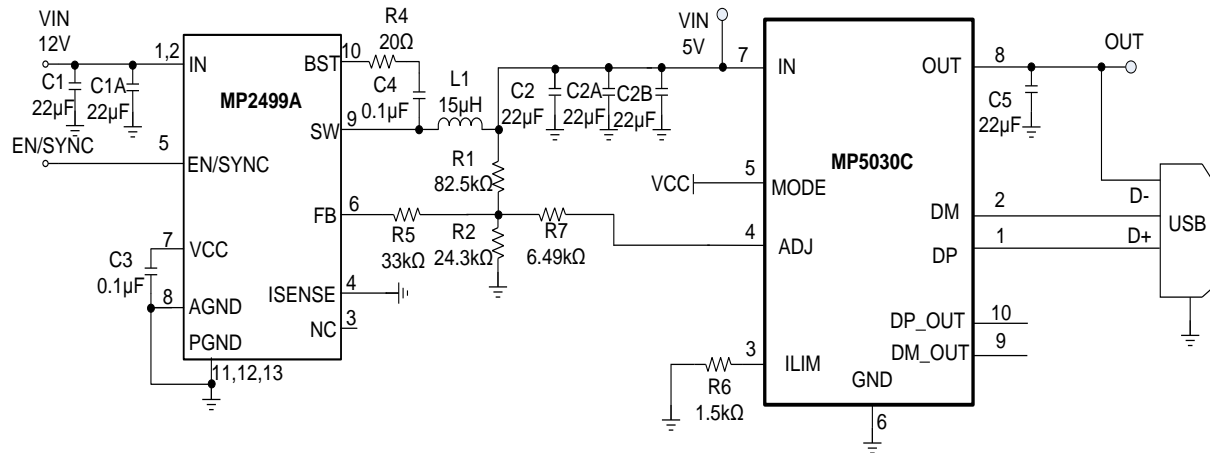 VIN
12V
C1
22µF
C1A
22µF
1,2
IN
MP2499A
BST
10
R4
20Ω
C4
0.1µF
SW
9
L1
15µH
EN/SYNC
5
EN/SYNC
R1
82.5kΩ
FB
6
R5
33kΩ
R2
24.3kΩ
R7
6.49kΩ
7
VCC
C3
0.1µF
8
AGND
PGND
11,12,13
ISENSE
4
NC
3
C2
22µF
C2A
22µF
C2B
22µF
VIN
5V
7
IN
MP5030C
OUT
8
OUT
C5
22µF
VCC
5
MODE
4
ADJ
DM
2
D-
DP
1
D+
USB
DP_OUT
10
DM_OUT
9
3
ILIM
R6
1.5kΩ
GND
6